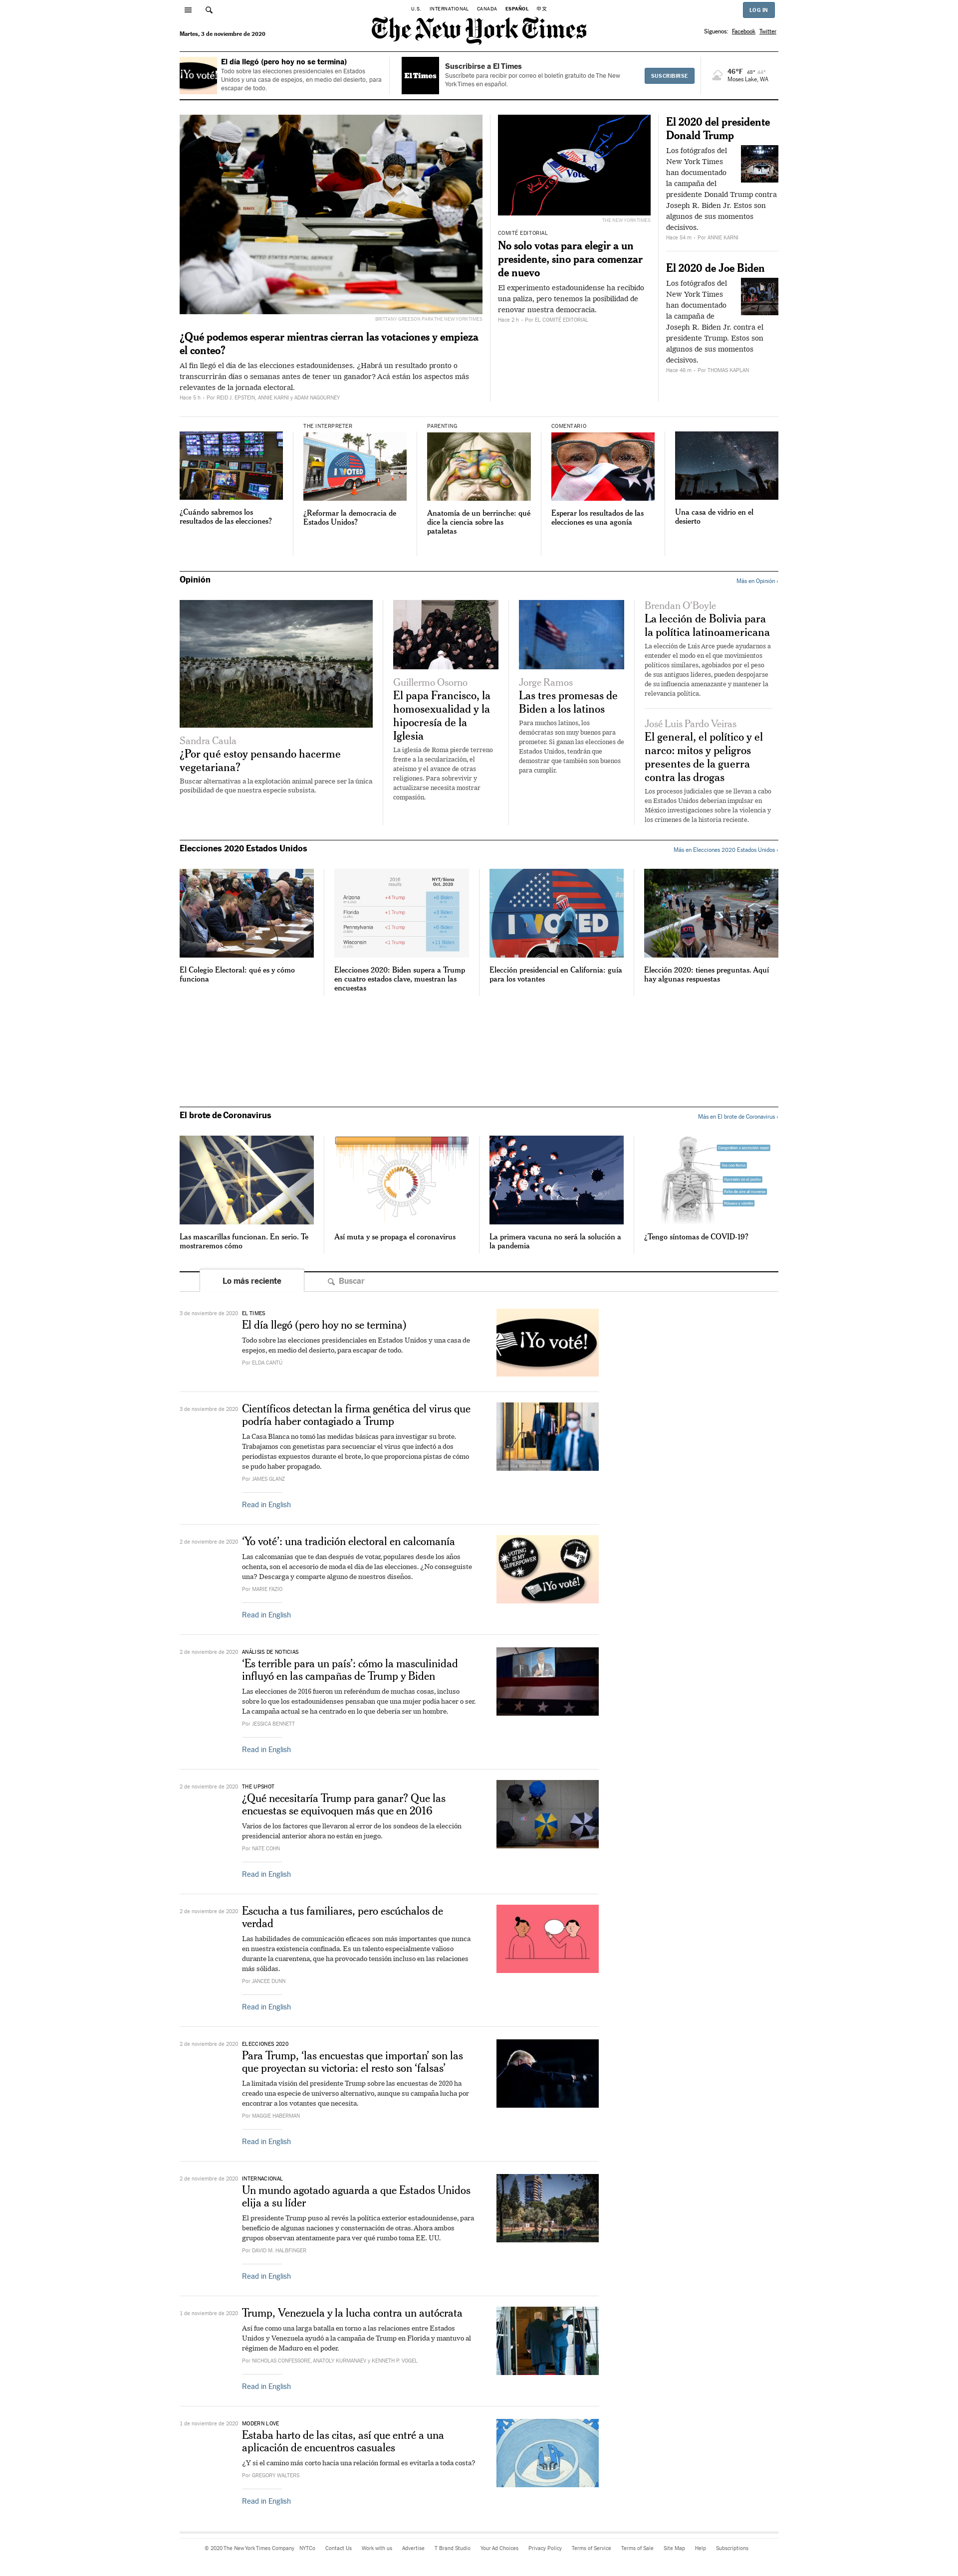 U.S. INTERNATIONAL CANADA ESPAÑOL 中文
LOG IN
The New York Times
Martes, 3 de noviembre de 2020
Síguenos: Facebook Twitter
¡Yo voté!
El día llegó (pero hoy no se termina)
Todo sobre las elecciones presidenciales en Estados
Unidos y una casa de espejos, en medio del desierto, para
escapar de todo.
El Times
Suscribirse a El Times
Suscríbete para recibir por correo el boletín gratuito de The New
York Times en español.
SUSCRIBIRSE
46°F 48° 44°
Moses Lake, WA
BRITTANY GREESON PARA THE NEW YORK TIMES
¿Qué podemos esperar mientras cierran las votaciones y empieza
el conteo?
Al fin llegó el día de las elecciones estadounidenses. ¿Habrá un resultado pronto o
transcurrirán días o semanas antes de tener un ganador? Acá están los aspectos más
relevantes de la jornada electoral.
Hace 5 h – Por REID J. EPSTEIN, ANNIE KARNI y ADAM NAGOURNEY
I Voted
THE NEW YORK TIMES
COMITÉ EDITORIAL
No solo votas para elegir a un
presidente, sino para comenzar
de nuevo
El experimento estadounidense ha recibido
una paliza, pero tenemos la posibilidad de
renovar nuestra democracia.
Hace 2 h – Por EL COMITÉ EDITORIAL
El 2020 del presidente
Donald Trump
Los fotógrafos del
New York Times
han documentado
la campaña del
presidente Donald Trump contra
Joseph R. Biden Jr. Estos son
algunos de sus momentos
decisivos.
Hace 54 m – Por ANNIE KARNI
El 2020 de Joe Biden
Los fotógrafos del
New York Times
han documentado
la campaña de
Joseph R. Biden Jr. contra el
presidente Trump. Estos son
algunos de sus momentos
decisivos.
Hace 46 m – Por THOMAS KAPLAN
¿Cuándo sabremos los
resultados de las elecciones?
THE INTERPRETER
I VOTED
¿Reformar la democracia de
Estados Unidos?
PARENTING
Anatomía de un berrinche: qué
dice la ciencia sobre las
pataletas
COMENTARIO
Esperar los resultados de las
elecciones es una agonía
Una casa de vidrio en el
desierto
Opinión
Más en Opinión ›
Sandra Caula
¿Por qué estoy pensando hacerme
vegetariana?
Buscar alternativas a la explotación animal parece ser la única
posibilidad de que nuestra especie subsista.
Guillermo Osorno
El papa Francisco, la
homosexualidad y la
hipocresía de la
Iglesia
La iglesia de Roma pierde terreno
frente a la secularización, el
ateísmo y el avance de otras
religiones. Para sobrevivir y
actualizarse necesita mostrar
compasión.
Jorge Ramos
Las tres promesas de
Biden a los latinos
Para muchos latinos, los
demócratas son muy buenos para
prometer. Si ganan las elecciones de
Estados Unidos, tendrán que
demostrar que también son buenos
para cumplir.
Brendan O'Boyle
La lección de Bolivia para
la política latinoamericana
La elección de Luis Arce puede ayudarnos a
entender el modo en el que movimientos
políticos similares, agobiados por el peso
de sus antiguos líderes, pueden despojarse
de su influencia amenazante y mantener la
relevancia política.
José Luis Pardo Veiras
El general, el político y el
narco: mitos y peligros
presentes de la guerra
contra las drogas
Los procesos judiciales que se llevan a cabo
en Estados Unidos deberían impulsar en
México investigaciones sobre la violencia y
los crímenes de la historia reciente.
Elecciones 2020 Estados Unidos
Más en Elecciones 2020 Estados Unidos ›
El Colegio Electoral: qué es y cómo
funciona
2016 results NYT/Siena Oct. 2020
Arizona +4 Trump +6 Biden
Florida +1 Trump +3 Biden
Pennsylvania +1 Trump +6 Biden
Wisconsin +1 Trump +11 Biden
Elecciones 2020: Biden supera a Trump
en cuatro estados clave, muestran las
encuestas
I VOTED
Elección presidencial en California: guía
para los votantes
Elección 2020: tienes preguntas. Aquí
hay algunas respuestas
El brote de Coronavirus
Más en El brote de Coronavirus ›
Las mascarillas funcionan. En serio. Te
mostraremos cómo
Así muta y se propaga el coronavirus
La primera vacuna no será la solución a
la pandemia
¿Tengo síntomas de COVID-19?
Lo más reciente
Buscar
3 de noviembre de 2020
EL TIMES
El día llegó (pero hoy no se termina)
Todo sobre las elecciones presidenciales en Estados Unidos y una casa de
espejos, en medio del desierto, para escapar de todo.
Por ELDA CANTÚ
¡Yo voté!
3 de noviembre de 2020
Científicos detectan la firma genética del virus que
podría haber contagiado a Trump
La Casa Blanca no tomó las medidas básicas para investigar su brote.
Trabajamos con genetistas para secuenciar el virus que infectó a dos
periodistas expuestos durante el brote, lo que proporciona pistas de cómo
se pudo haber propagado.
Por JAMES GLANZ
Read in English
2 de noviembre de 2020
‘Yo voté’: una tradición electoral en calcomanía
Las calcomanías que te dan después de votar, populares desde los años
ochenta, son el accesorio de moda el día de las elecciones. ¿No conseguiste
una? Descarga y comparte alguno de nuestros diseños.
Por MARIE FAZIO
Read in English
VOTING IS MY SUPERPOWER
¡Yo voté!
2 de noviembre de 2020
ANÁLISIS DE NOTICIAS
‘Es terrible para un país’: cómo la masculinidad
influyó en las campañas de Trump y Biden
Las elecciones de 2016 fueron un referéndum de muchas cosas, incluso
sobre lo que los estadounidenses pensaban que una mujer podía hacer o ser.
La campaña actual se ha centrado en lo que debería ser un hombre.
Por JESSICA BENNETT
Read in English
2 de noviembre de 2020
THE UPSHOT
¿Qué necesitaría Trump para ganar? Que las
encuestas se equivoquen más que en 2016
Varios de los factores que llevaron al error de los sondeos de la elección
presidencial anterior ahora no están en juego.
Por NATE COHN
Read in English
2 de noviembre de 2020
Escucha a tus familiares, pero escúchalos de
verdad
Las habilidades de comunicación eficaces son más importantes que nunca
en nuestra existencia confinada. Es un talento especialmente valioso
durante la cuarentena, que ha provocado tensión incluso en las relaciones
más sólidas.
Por JANCEE DUNN
Read in English
2 de noviembre de 2020
ELECCIONES 2020
Para Trump, ‘las encuestas que importan’ son las
que proyectan su victoria: el resto son ‘falsas’
La limitada visión del presidente Trump sobre las encuestas de 2020 ha
creado una especie de universo alternativo, aunque su campaña lucha por
encontrar a los votantes que necesita.
Por MAGGIE HABERMAN
Read in English
2 de noviembre de 2020
INTERNACIONAL
Un mundo agotado aguarda a que Estados Unidos
elija a su líder
El presidente Trump puso al revés la política exterior estadounidense, para
beneficio de algunas naciones y consternación de otras. Ahora ambos
grupos observan atentamente para ver qué rumbo toma EE. UU.
Por DAVID M. HALBFINGER
Read in English
1 de noviembre de 2020
Trump, Venezuela y la lucha contra un autócrata
Así fue como una larga batalla en torno a las relaciones entre Estados
Unidos y Venezuela ayudó a la campaña de Trump en Florida y mantuvo al
régimen de Maduro en el poder.
Por NICHOLAS CONFESSORE, ANATOLY KURMANAEV y KENNETH P. VOGEL
Read in English
1 de noviembre de 2020
MODERN LOVE
Estaba harto de las citas, así que entré a una
aplicación de encuentros casuales
¿Y si el camino más corto hacia una relación formal es evitarla a toda costa?
Por GREGORY WALTERS
Read in English
© 2020 The New York Times Company NYTCo Contact Us Work with us Advertise T Brand Studio Your Ad Choices Privacy Policy Terms of Service Terms of Sale Site Map Help Subscriptions